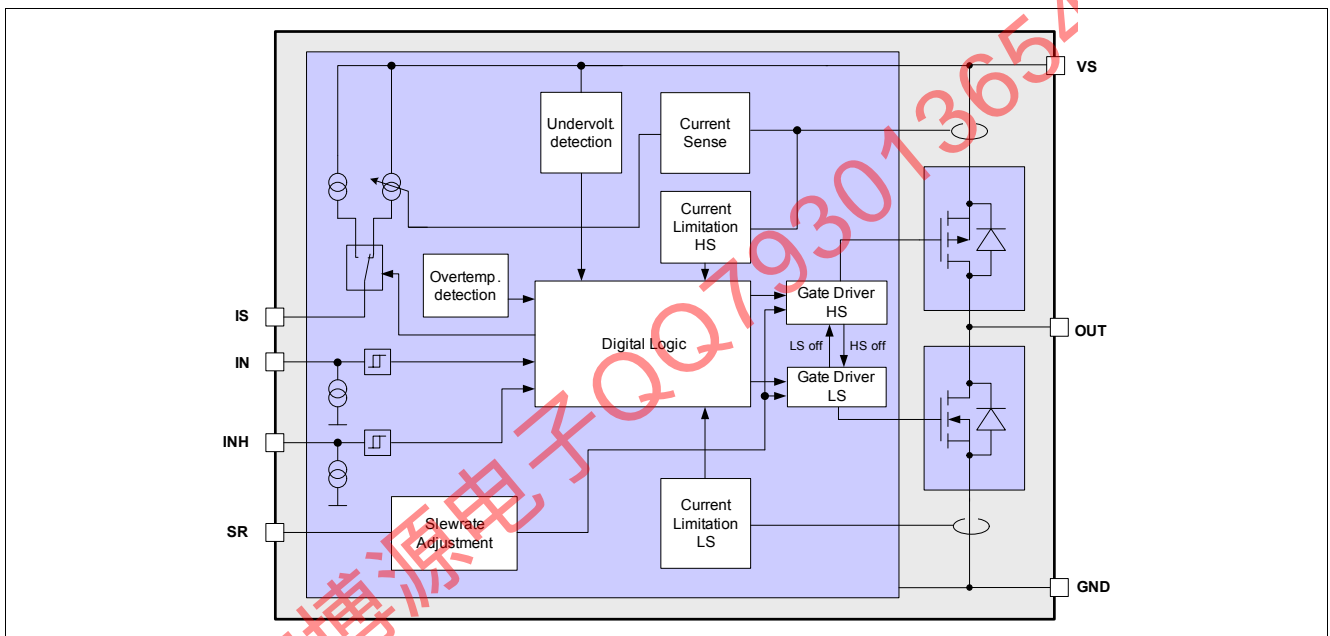 VS
Undervolt.
detection
Current
Sense
Current
Limitation
HS
Overtemp.
detection
IS
Gate Driver
HS
OUT
Digital Logic
LS off
HS off
IN
Gate Driver
LS
INH
SR
Slewrate
Adjustment
Current
Limitation
LS
GND
博源电子QQ79301365